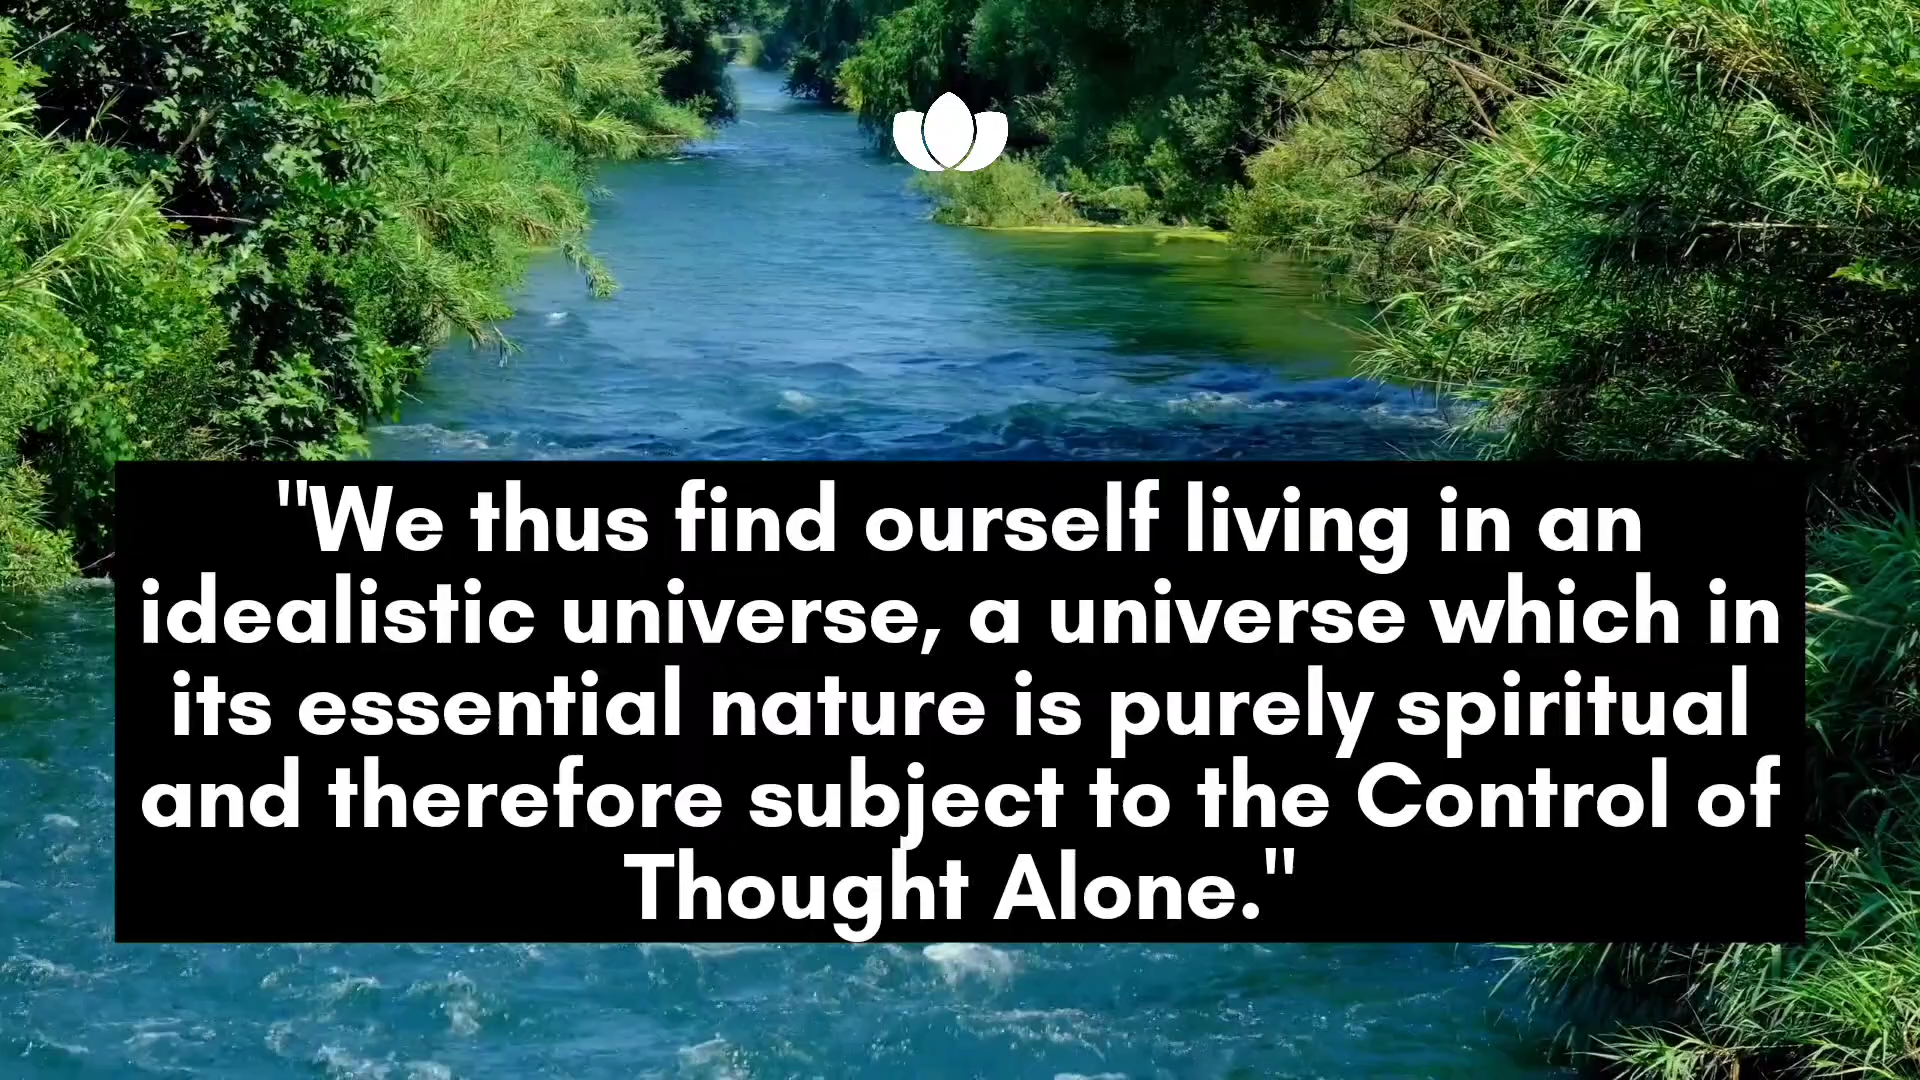 "We thus find ourself living in an
idealistic universe, a universe which in
its essential nature is purely spiritual
and therefore subject to the Control of
Thought Alone."